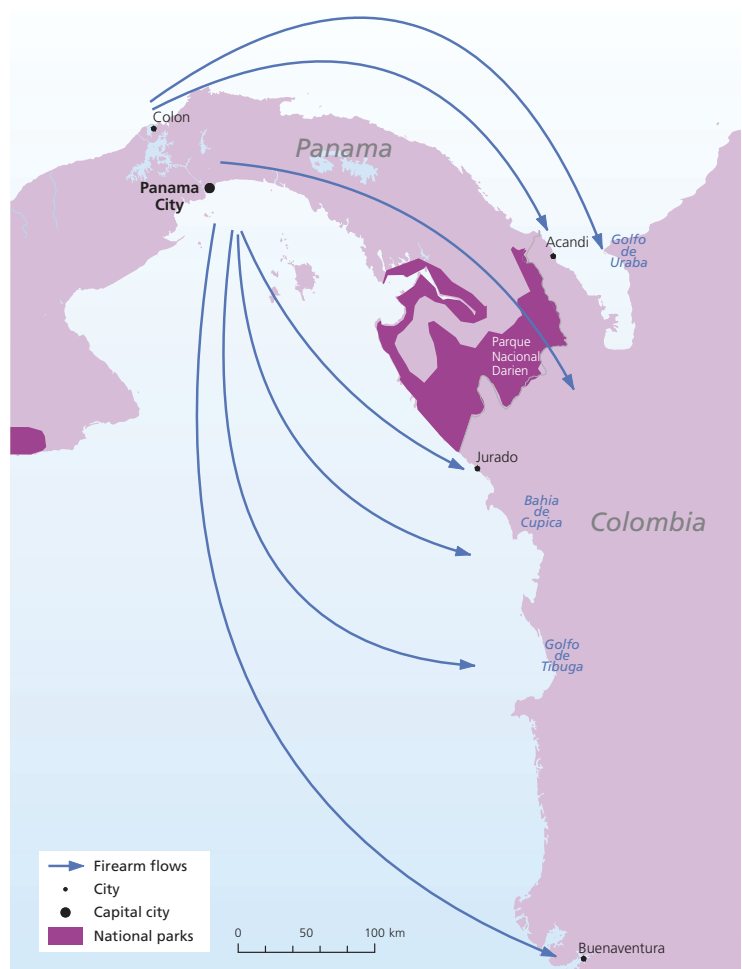 Colon
Panama
Panama
City
Acandi
Golfo
de
Uraba
Parque
Nacional
Darien
Jurado
Bahia
de
Cupica
Colombia
Golfo
de
Tibuga
Firearm flows
City
Capital city
National parks
0 50 100 km
Buenaventura